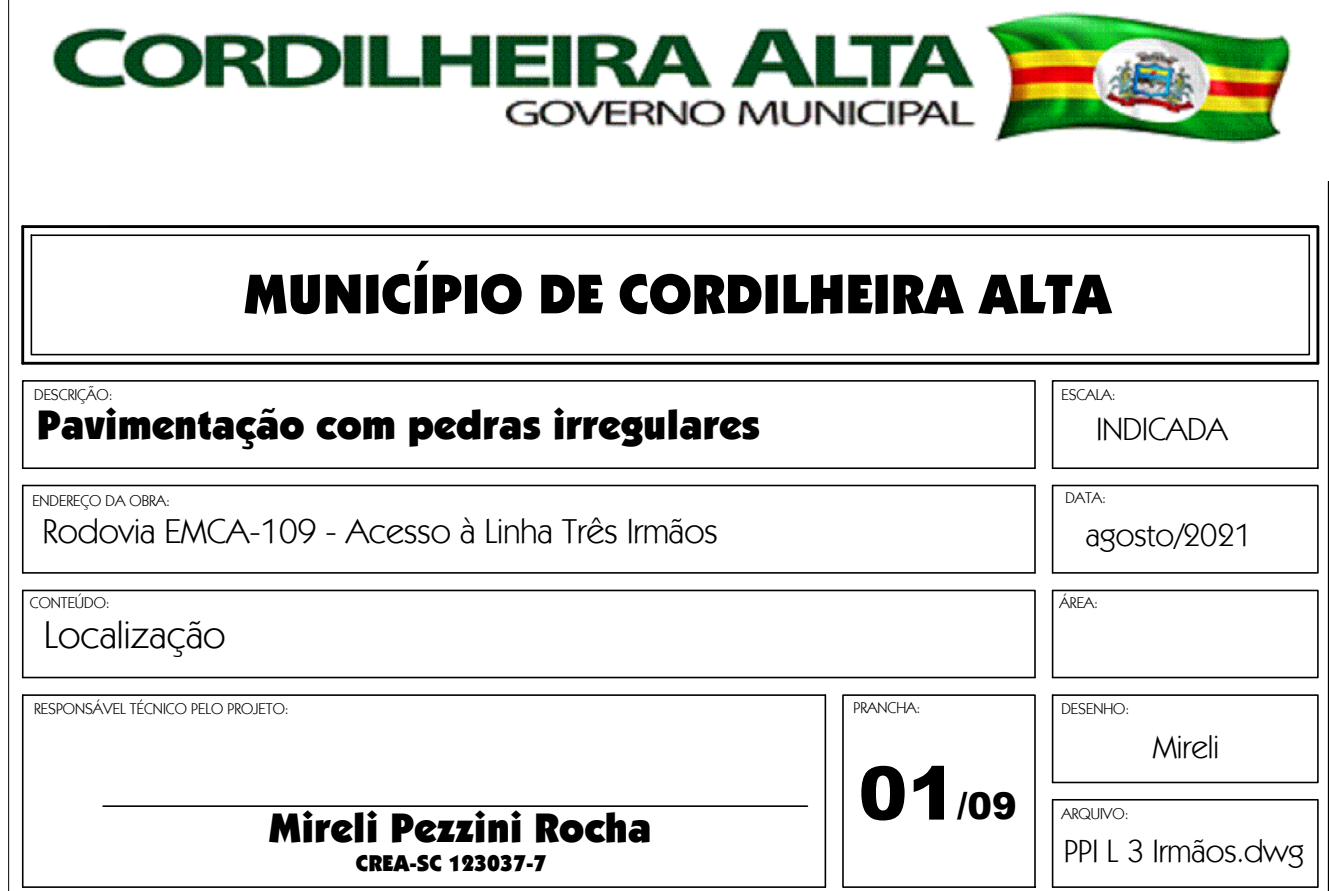 CORDILHEIRA ALTA
GOVERNO MUNICIPAL
MUNICÍPIO DE CORDILHEIRA ALTA
DESCRIÇÃO:
Pavimentação com pedras irregulares
ESCALA:
INDICADA
ENDEREÇO DA OBRA:
Rodovia EMCA-109 - Acesso à Linha Três Irmãos
DATA:
agosto/2021
CONTEÚDO:
Localização
ÁREA:
RESPONSÁVEL TÉCNICO PELO PROJETO:
Mireli Pezzini Rocha
CREA-SC 123037-7
PRANCHA:
01/09
DESENHO:
Mireli
ARQUIVO:
PPI L 3 Irmãos.dwg